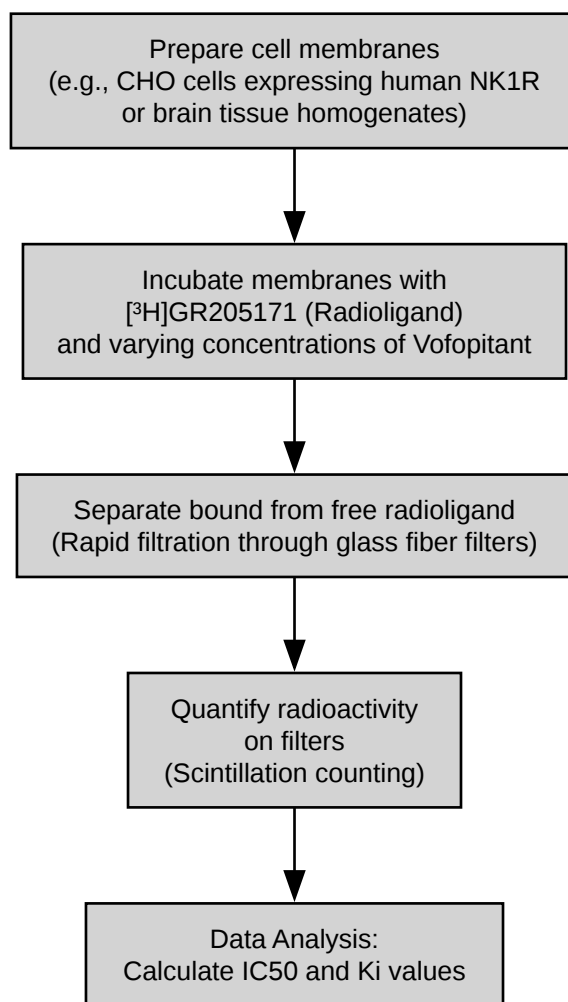 Prepare cell membranes
(e.g., CHO cells expressing human NK1R
or brain tissue homogenates)
Incubate membranes with
[³H]GR205171 (Radioligand)
and varying concentrations of Vofopitant
Separate bound from free radioligand
(Rapid filtration through glass fiber filters)
Quantify radioactivity
on filters
(Scintillation counting)
Data Analysis:
Calculate IC50 and Ki values